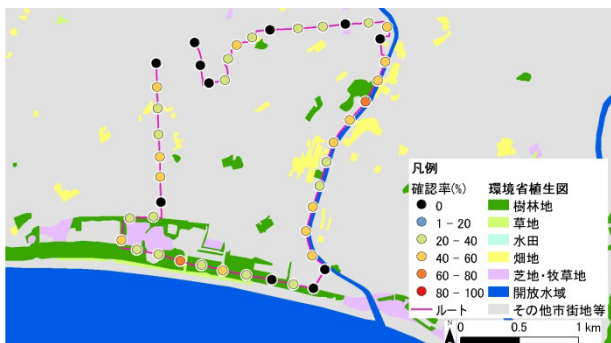 凡例
確認率(%) 環境省植生図
0 樹林地
1 - 20 草地
20 - 40 水田
40 - 60 畑地
60 - 80 芝地・牧草地
80 - 100 開放水域
ルート その他市街地等
N 0 0.5 1 km